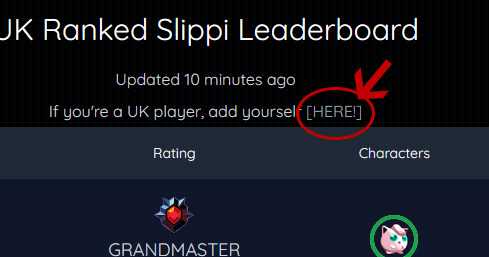 UK Ranked Slippi Leaderboard
Updated 10 minutes ago
If you're a UK player, add yourself [HERE!]
Rating Characters
GRANDMASTER